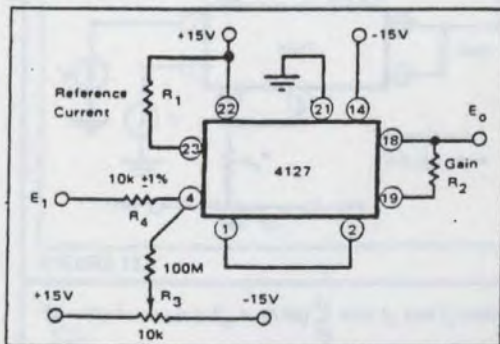 +15V
-15V
Reference
Current
R1
22
21
14
Eo
23
18
4127
Gain
R2
10k ±1%
E1
4
19
R4
1
2
100M
+15V
R3
-15V
10k